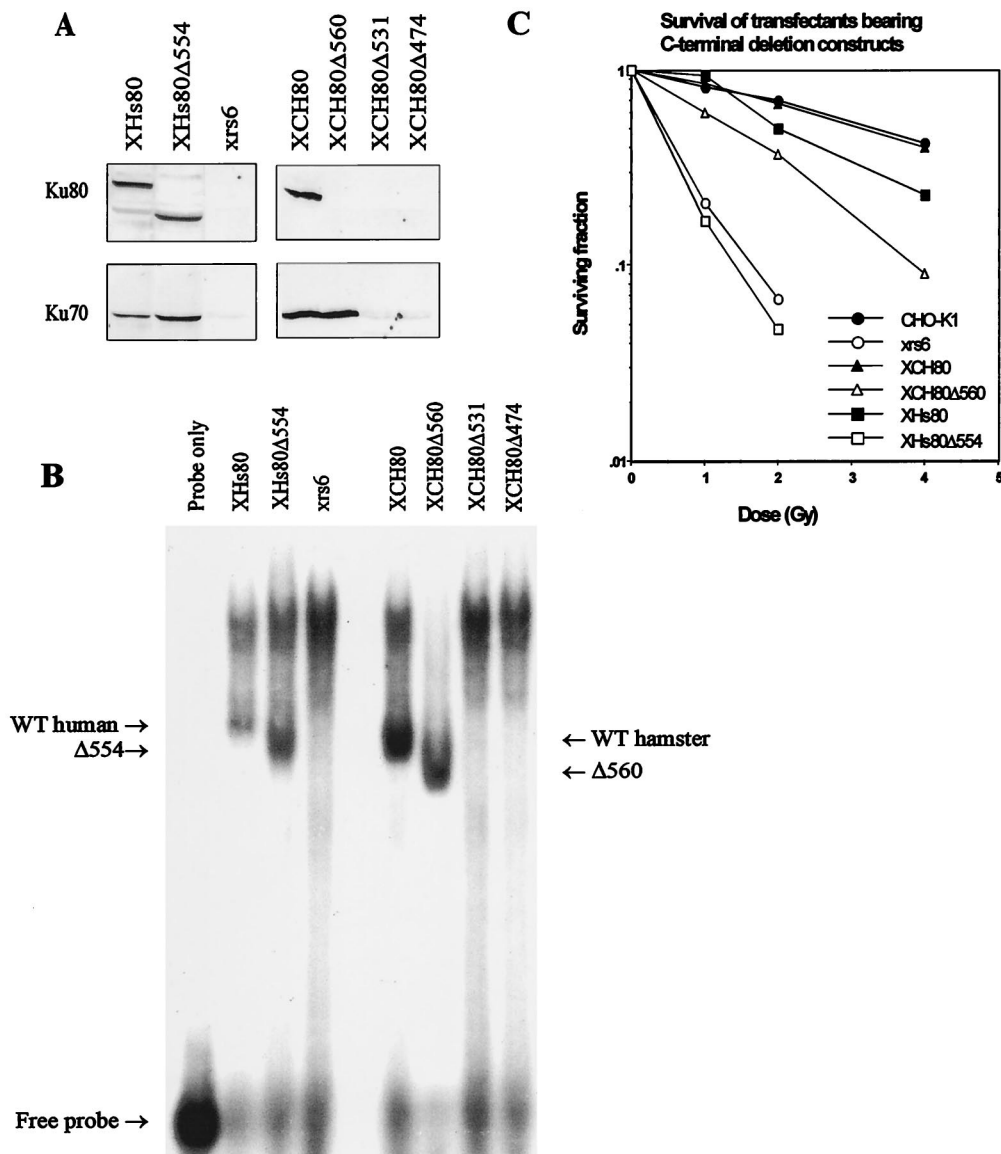 A
XHs80
XHs80Δ554
xrs6
XCH80
XCH80Δ560
XCH80Δ531
XCH80Δ474
Ku80
Ku70
B
Probe only
XHs80
XHs80Δ554
xrs6
XCH80
XCH80Δ560
XCH80Δ531
XCH80Δ474
WT human →
Δ554→
← WT hamster
← Δ560
Free probe →
C
Survival of transfectants bearing
C-terminal deletion constructs
Surviving fraction
1
.1
.01
0 1 2 3 4 5
Dose (Gy)
CHO-K1
xrs6
XCH80
XCH80Δ560
XHs80
XHs80Δ554